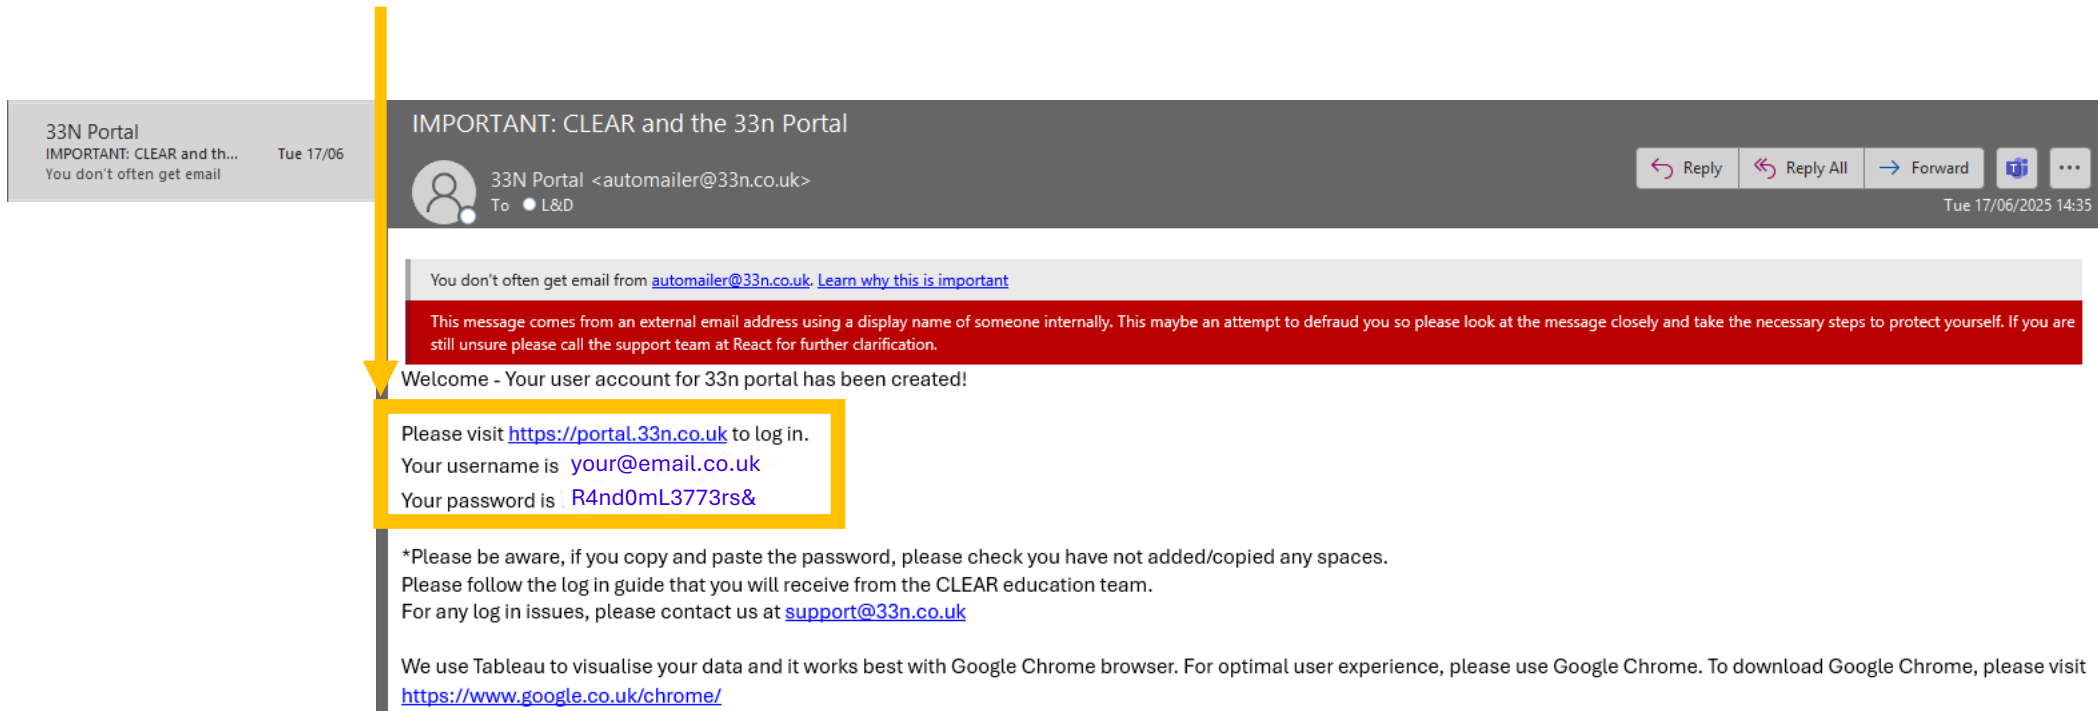 33N Portal
IMPORTANT: CLEAR and th... Tue 17/06
You don't often get email
IMPORTANT: CLEAR and the 33n Portal
33N Portal <automailer@33n.co.uk>
To L&D
Reply Reply All Forward
Tue 17/06/2025 14:35
You don't often get email from automailer@33n.co.uk. Learn why this is important
This message comes from an external email address using a display name of someone internally. This maybe an attempt to defraud you so please look at the message closely and take the necessary steps to protect yourself. If you are
still unsure please call the support team at React for further clarification.
Welcome - Your user account for 33n portal has been created!
Please visit https://portal.33n.co.uk to log in.
Your username is your@email.co.uk
Your password is R4nd0mL3773rs&
*Please be aware, if you copy and paste the password, please check you have not added/copied any spaces.
Please follow the log in guide that you will receive from the CLEAR education team.
For any log in issues, please contact us at support@33n.co.uk
We use Tableau to visualise your data and it works best with Google Chrome browser. For optimal user experience, please use Google Chrome. To download Google Chrome, please visit
https://www.google.co.uk/chrome/